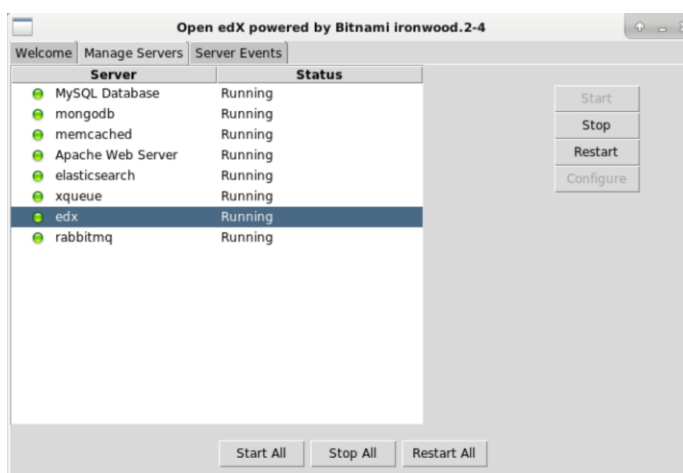 Open edX powered by Bitnami ironwood.2-4
Welcome Manage Servers Server Events
Server Status
MySQL Database Running
mongodb Running
memcached Running
Apache Web Server Running
elasticsearch Running
xqueue Running
edx Running
rabbitmq Running
Start
Stop
Restart
Configure
Start All Stop All Restart All